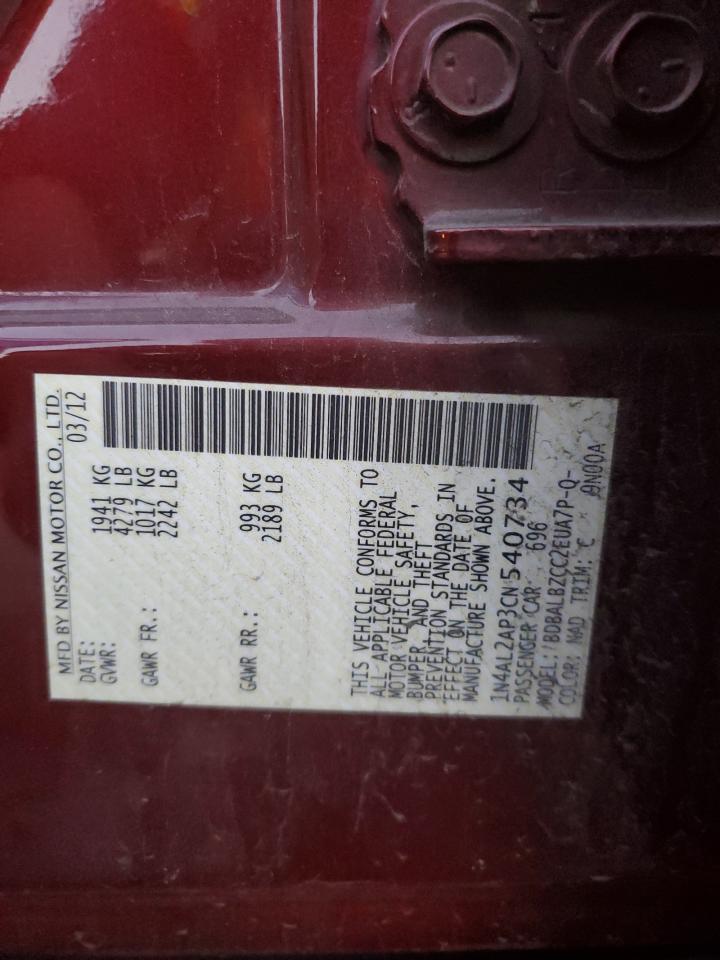 MFD BY NISSAN MOTOR CO., LTD.
DATE: 03/12
GVWR: 1941 KG
4279 LB
GAWR FR.: 1017 KG
2242 LB
GAWR RR.: 993 KG
2189 LB
THIS VEHICLE CONFORMS TO
ALL APPLICABLE FEDERAL
MOTOR VEHICLE SAFETY,
BUMPER, AND THEFT
PREVENTION STANDARDS IN
EFFECT ON THE DATE OF
MANUFACTURE SHOWN ABOVE.
1N4AL2AP3CN540734
PASSENGER CAR 696
MODEL: BDBALBZCC2EUA7P-Q-
COLOR: NAD TRIM: C 9N00A